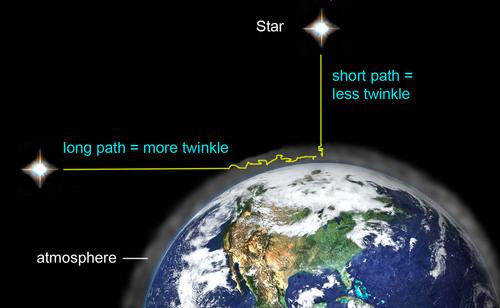 Star
short path =
less twinkle
long path = more twinkle
atmosphere